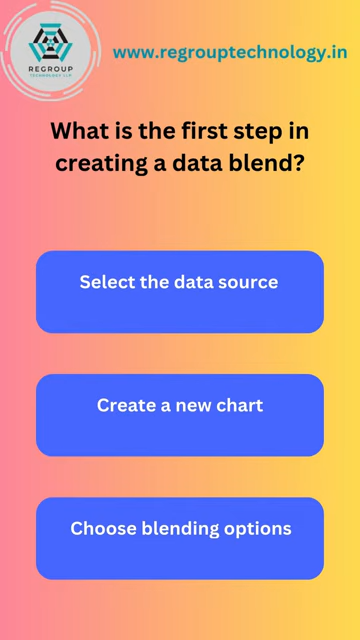 REGROUP
TECHNOLOGY LLP
www.regrouptechnology.in
What is the first step in
creating a data blend?
Select the data source
Create a new chart
Choose blending options